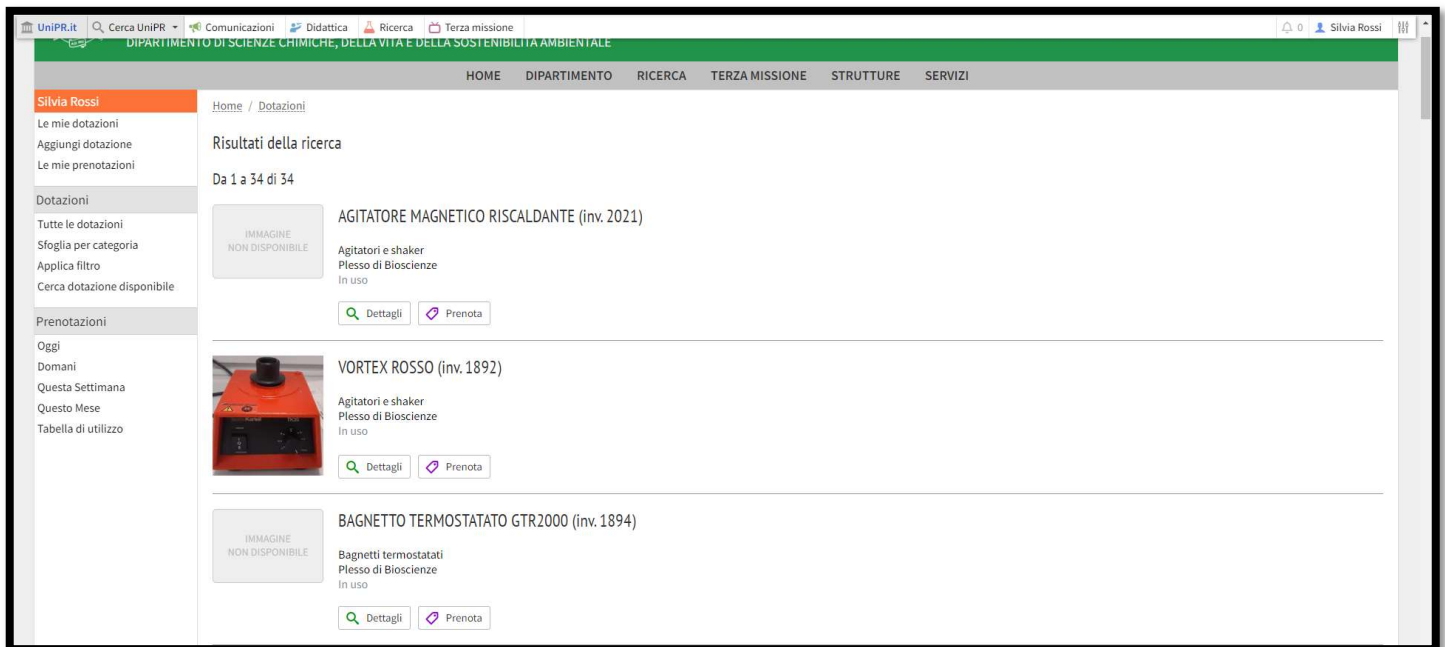 UniPR.it Cerca UniPR Comunicazioni Didattica Ricerca Terza missione 0 Silvia Rossi
DIPARTIMENTO DI SCIENZE CHIMICHE, DELLA VITA E DELLA SOSTENIBILITÀ AMBIENTALE
HOME DIPARTIMENTO RICERCA TERZA MISSIONE STRUTTURE SERVIZI
Silvia Rossi
Le mie dotazioni
Aggiungi dotazione
Le mie prenotazioni
Dotazioni
Tutte le dotazioni
Sfoglia per categoria
Applica filtro
Cerca dotazione disponibile
Prenotazioni
Oggi
Domani
Questa Settimana
Questo Mese
Tabella di utilizzo
Home / Dotazioni
Risultati della ricerca
Da 1 a 34 di 34
IMMAGINE
NON DISPONIBILE
AGITATORE MAGNETICO RISCALDANTE (inv. 2021)
Agitatori e shaker
Plesso di Bioscienze
In uso
Dettagli Prenota
VORTEX ROSSO (inv. 1892)
Agitatori e shaker
Plesso di Bioscienze
In uso
Dettagli Prenota
IMMAGINE
NON DISPONIBILE
BAGNETTO TERMOSTATATO GTR2000 (inv. 1894)
Bagnetti termostatati
Plesso di Bioscienze
In uso
Dettagli Prenota